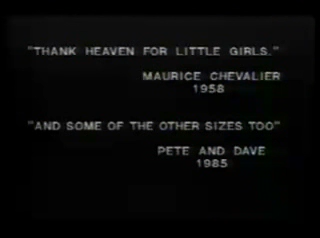 "THANK HEAVEN FOR LITTLE GIRLS."
MAURICE CHEVALIER
1958
"AND SOME OF THE OTHER SIZES TOO"
PETE AND DAVE
1985